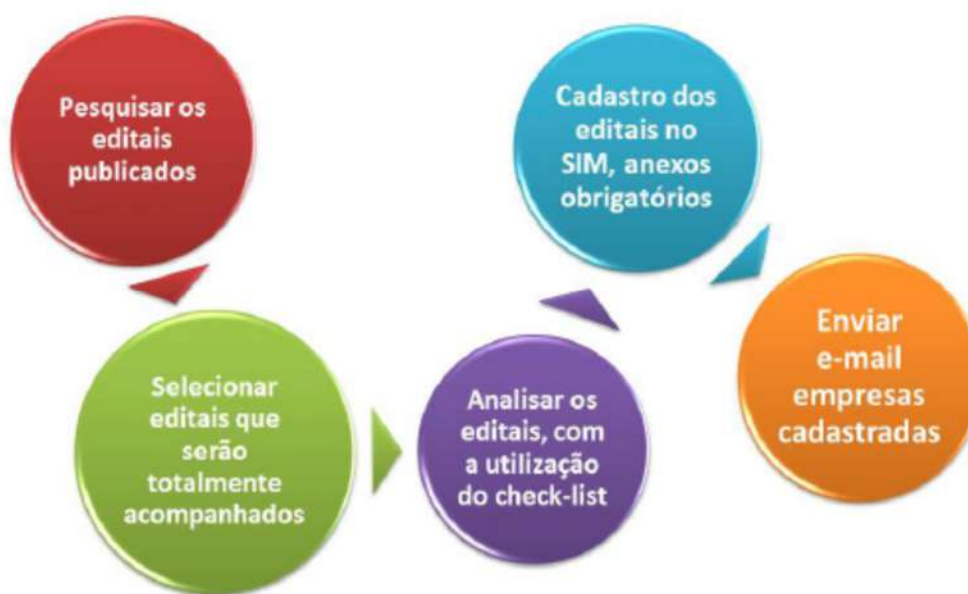 Pesquisar os
editais
publicados
Selecionar
editais que
serão
totalmente
acompanhados
Analisar os
editais, com
a utilização
do check-list
Cadastro dos
editais no
SIM, anexos
obrigatórios
Enviar
e-mail
empresas
cadastradas